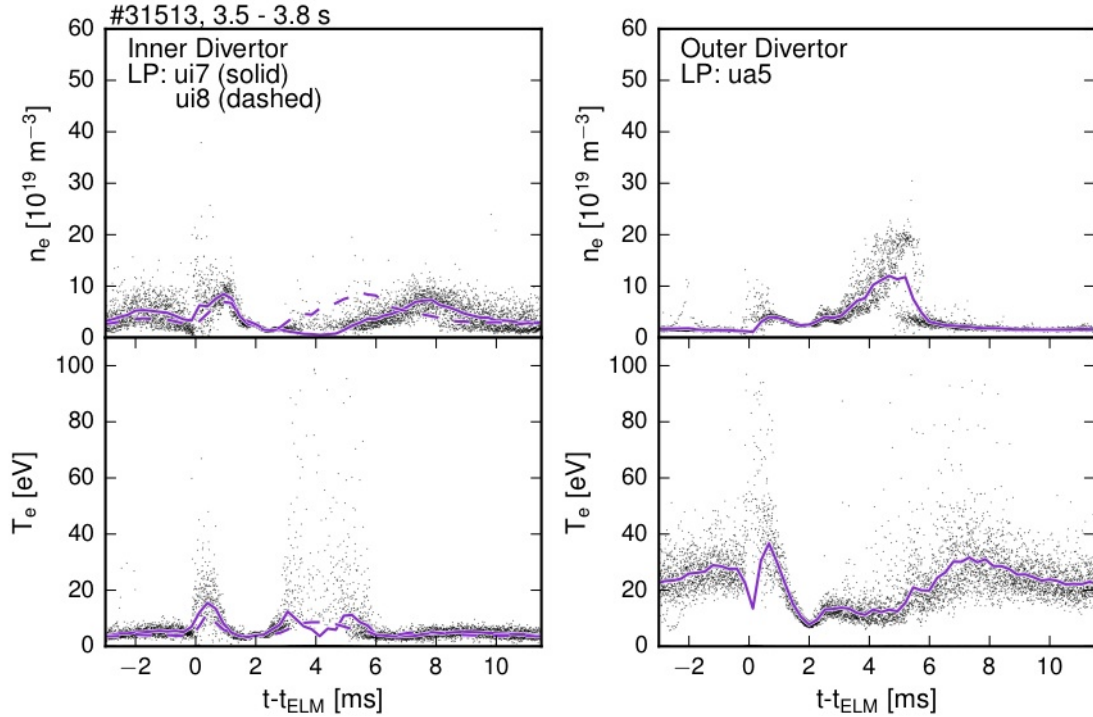 #31513, 3.5 - 3.8 s
Inner Divertor
LP: ui7 (solid)
ui8 (dashed)
Outer Divertor
LP: ua5
n_e [10^19 m^−3]
60
50
40
30
20
10
0
n_e [10^19 m^−3]
60
50
40
30
20
10
0
T_e [eV]
100
80
60
40
20
0
T_e [eV]
100
80
60
40
20
0
−2 0 2 4 6 8 10
t-t_ELM [ms]
−2 0 2 4 6 8 10
t-t_ELM [ms]